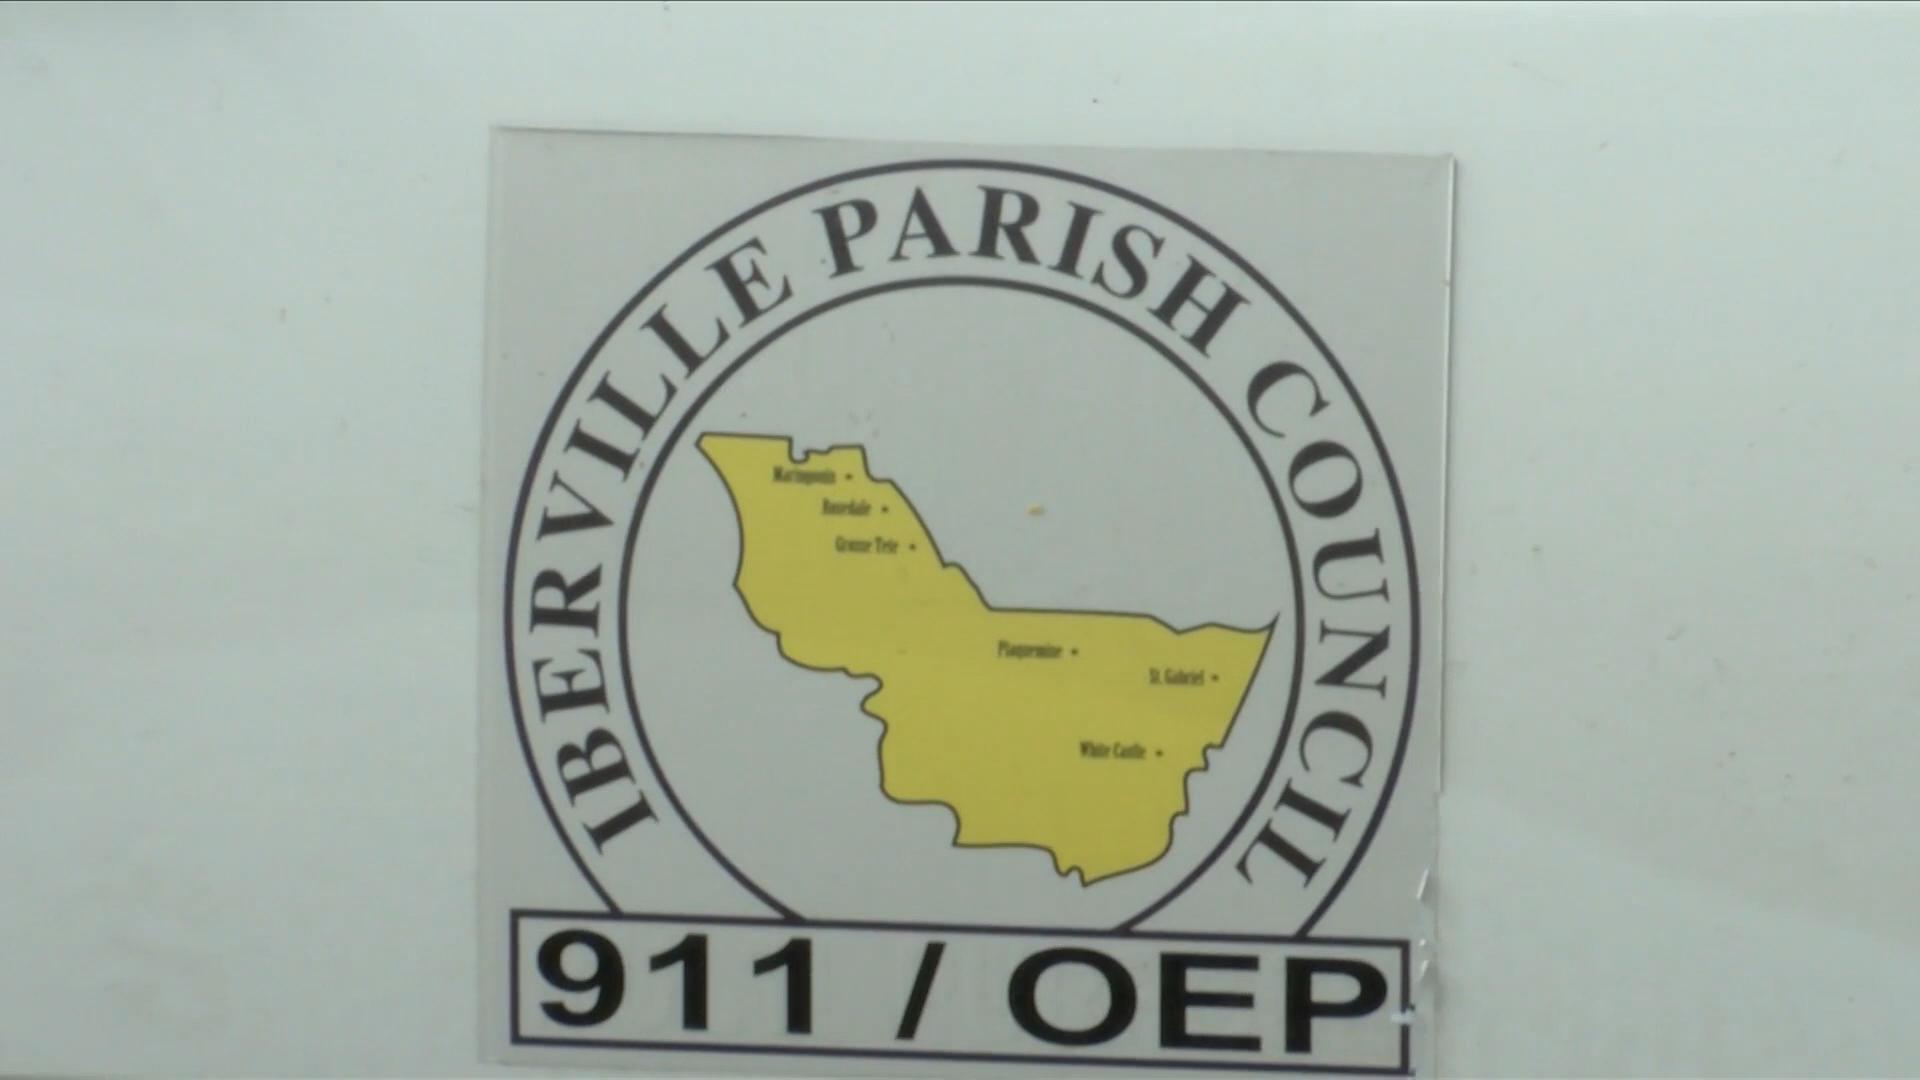 IBERVILLE PARISH COUNCIL
Maringouin
Rosedale
Grosse Tete
Plaquemine
St. Gabriel
White Castle
911 / OEP